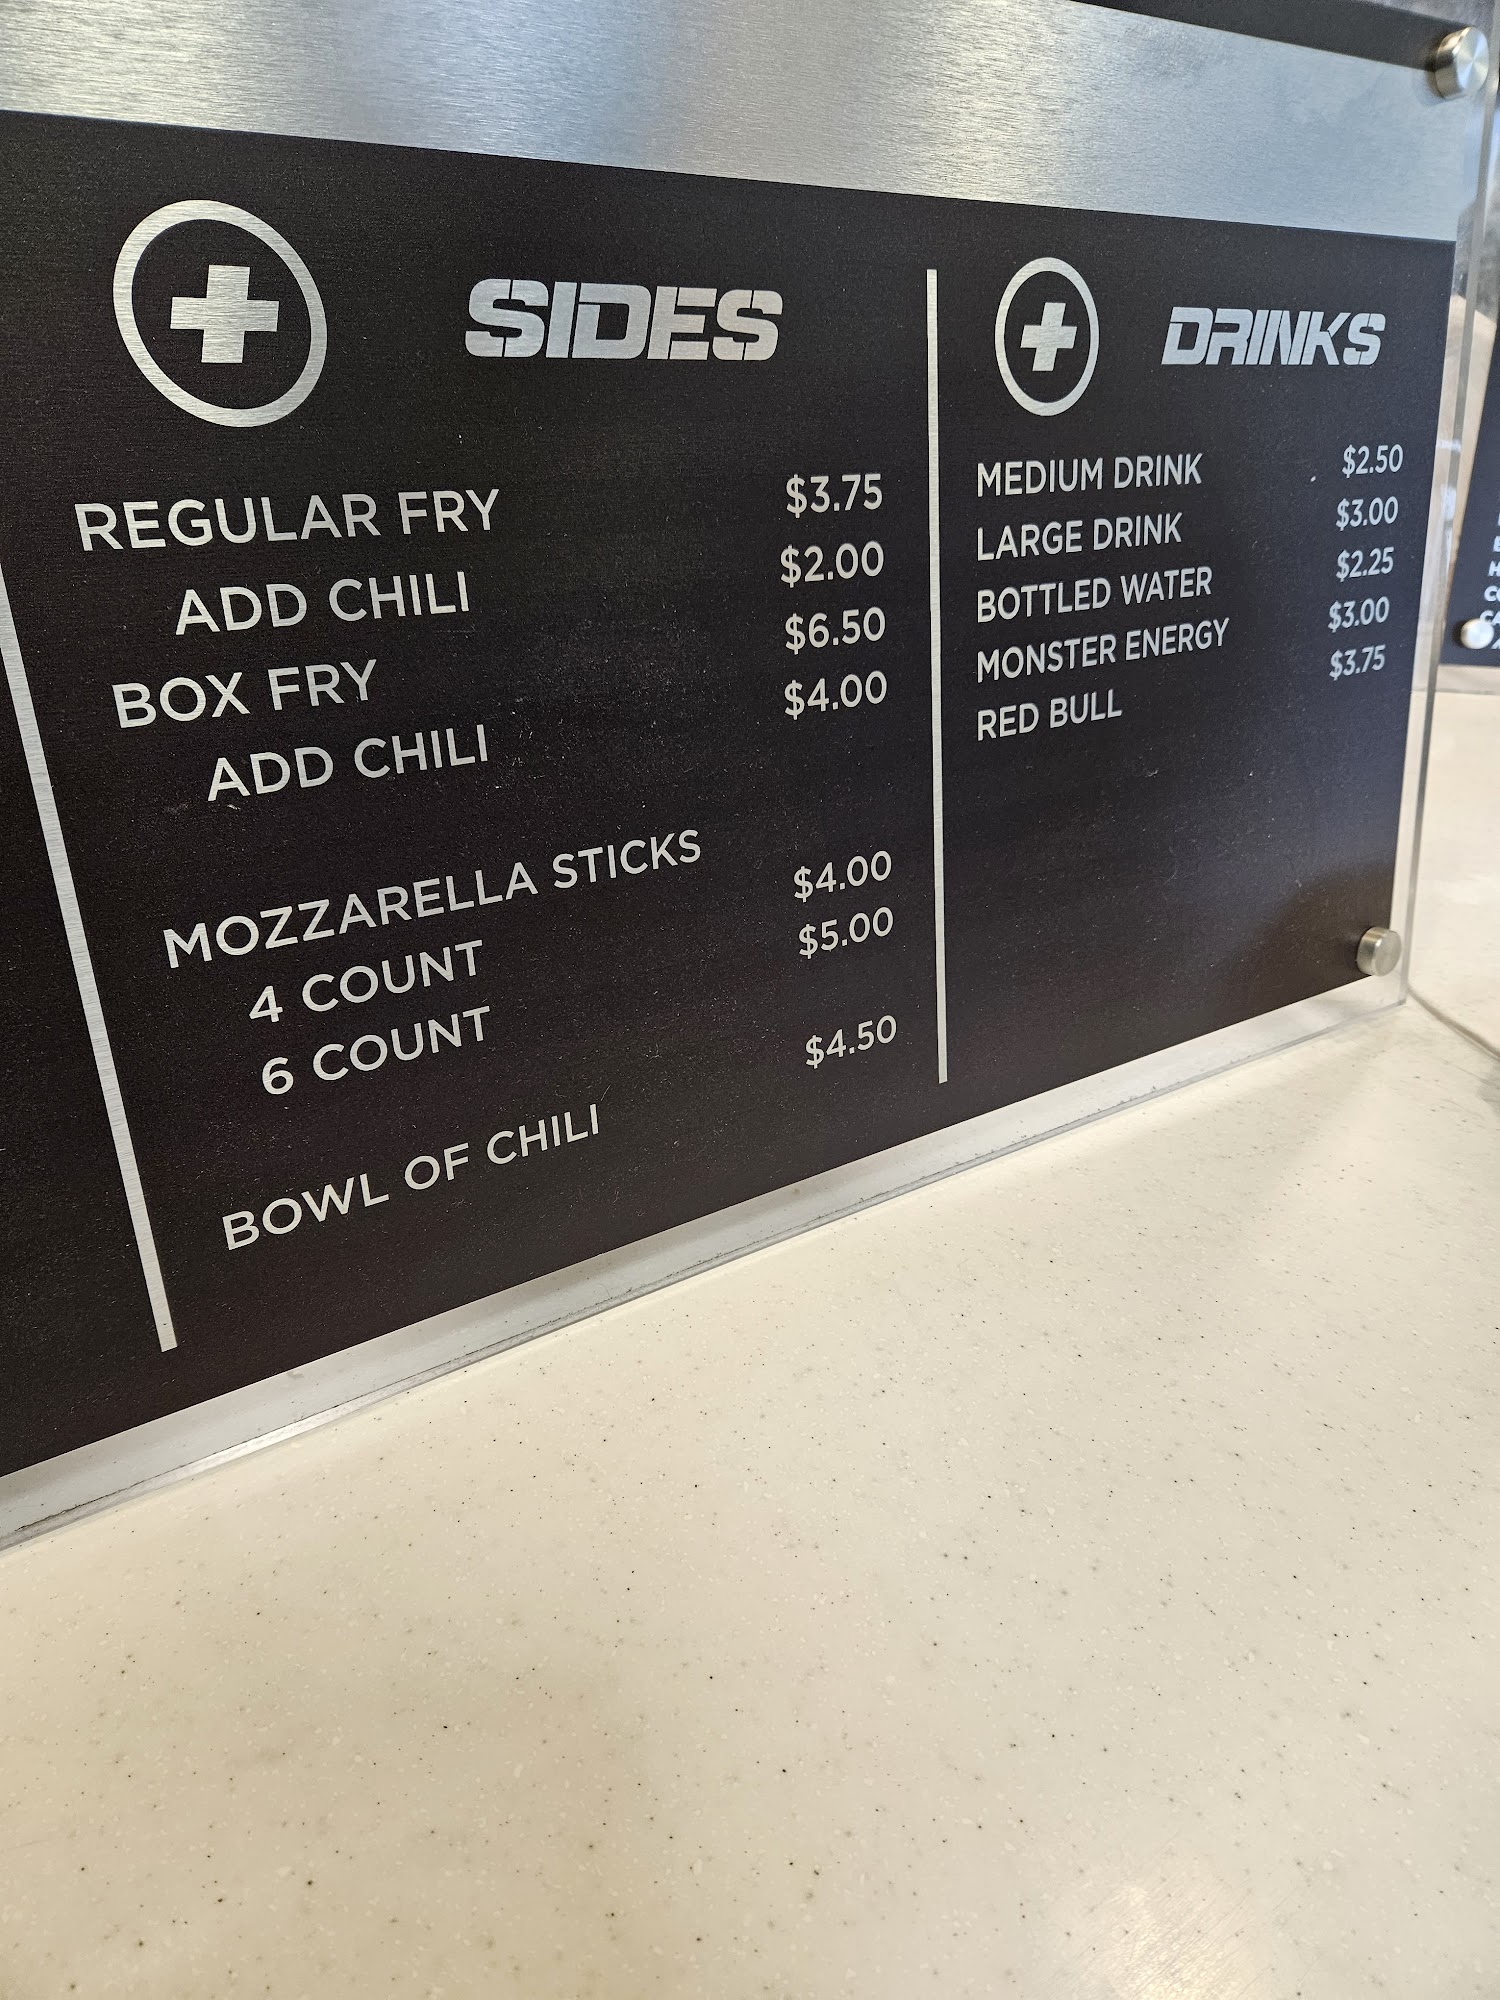 SIDES
REGULAR FRY $3.75
ADD CHILI $2.00
BOX FRY $6.50
ADD CHILI $4.00
MOZZARELLA STICKS
4 COUNT $4.00
6 COUNT $5.00
BOWL OF CHILI $4.50
DRINKS
MEDIUM DRINK $2.50
LARGE DRINK $3.00
BOTTLED WATER $2.25
MONSTER ENERGY $3.00
RED BULL $3.75